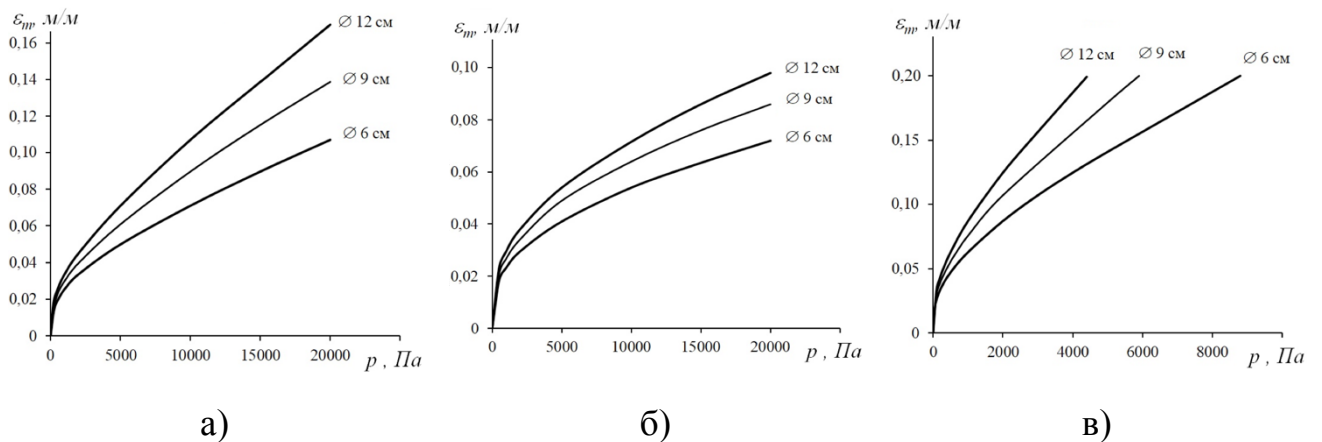 ε_m, м/м
0,16
0,14
0,12
0,10
0,08
0,06
0,04
0,02
0
0 5000 10000 15000 20000
p , Па
∅ 12 см
∅ 9 см
∅ 6 см
а)
ε_m, м/м
0,10
0,08
0,06
0,04
0,02
0
0 5000 10000 15000 20000
p , Па
∅ 12 см
∅ 9 см
∅ 6 см
б)
ε_m, м/м
0,20
0,15
0,10
0,05
0
0 2000 4000 6000 8000
p , Па
∅ 12 см ∅ 9 см ∅ 6 см
в)